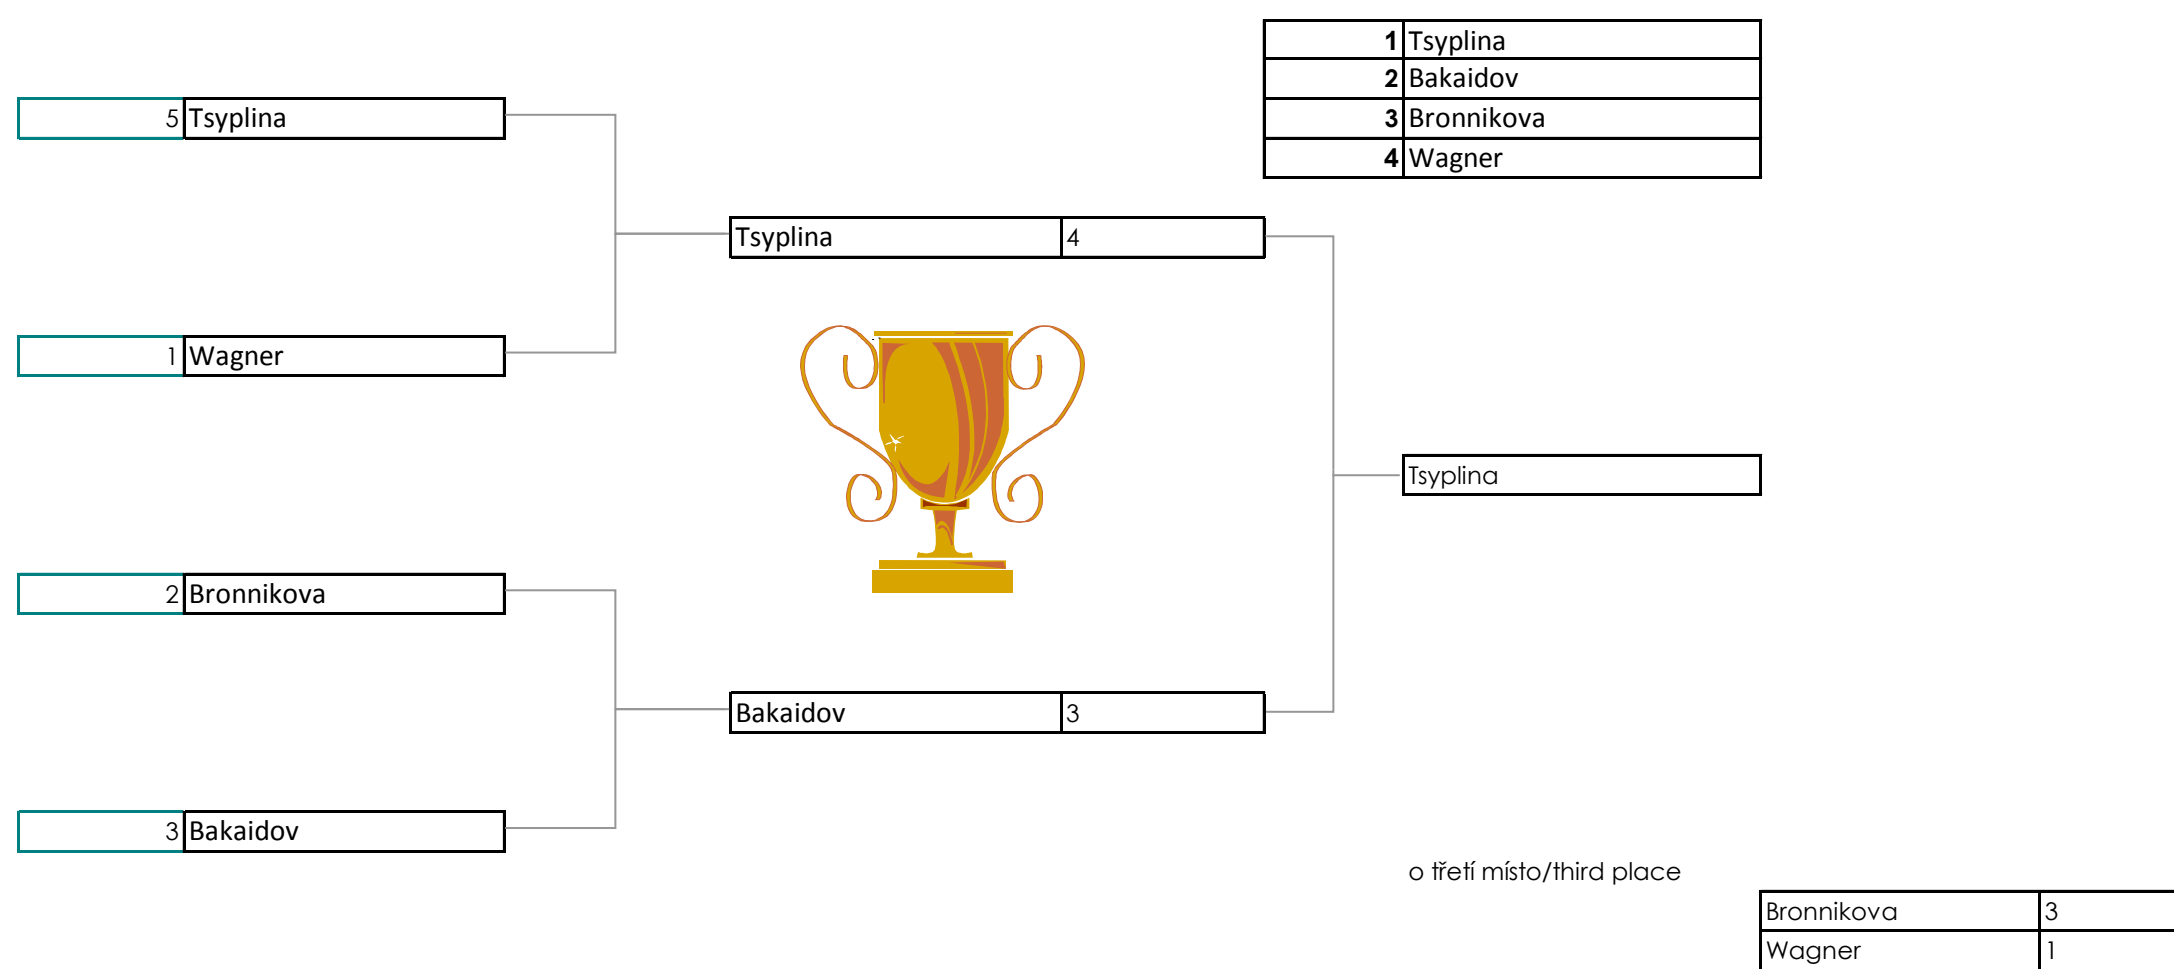 1 Tsyplina
2 Bakaidov
3 Bronnikova
4 Wagner
5 Tsyplina
Tsyplina 4
1 Wagner
Tsyplina
2 Bronnikova
Bakaidov 3
3 Bakaidov
o třetí místo/third place
Bronnikova 3
Wagner 1